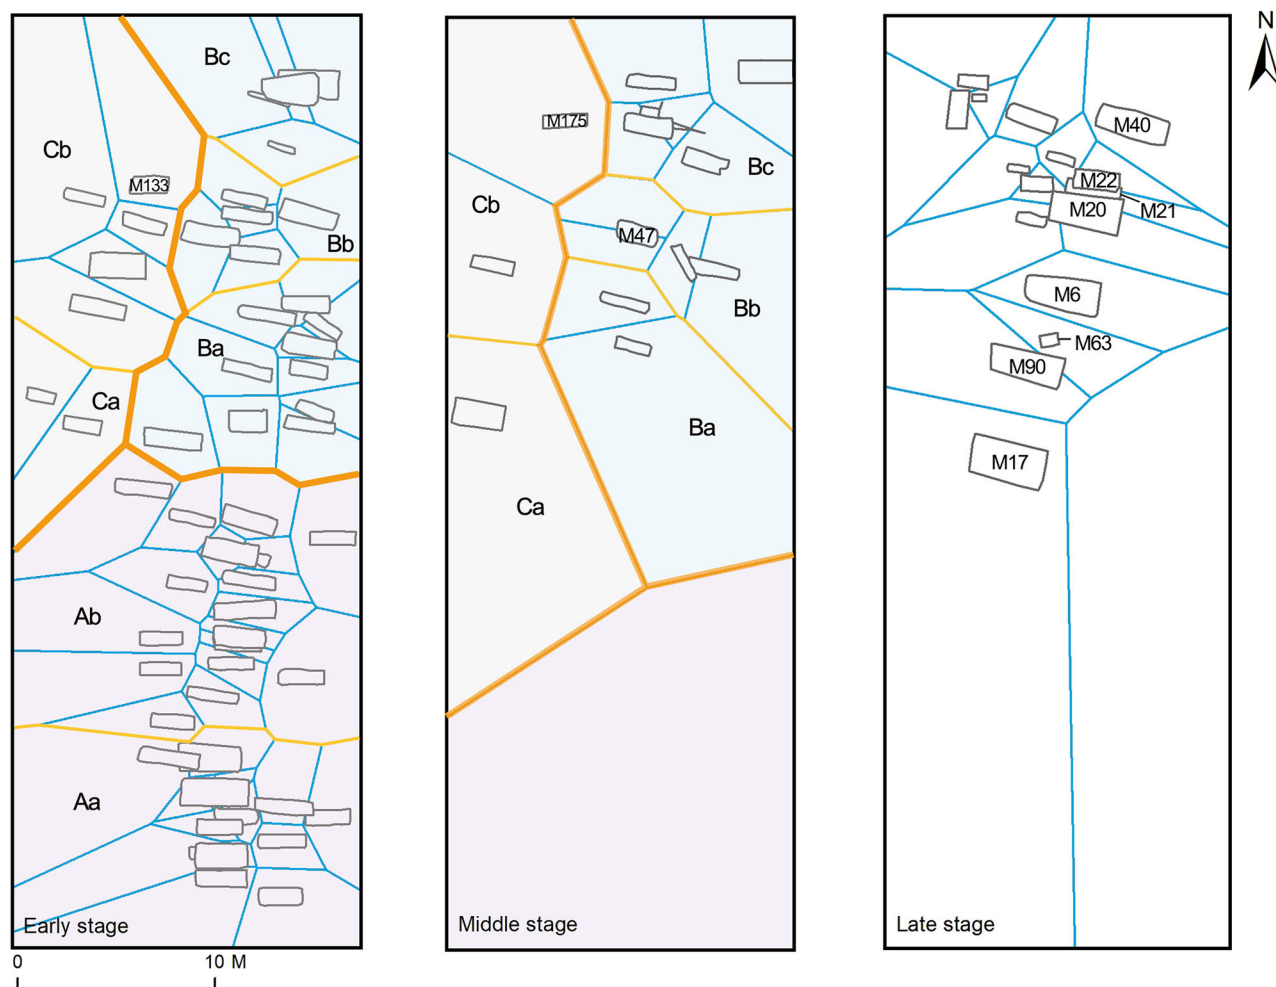 Bc
Cb
M133
Bb
Ba
Ca
Ab
Aa
Early stage
0 10 M
M175
Bc
Cb
M47
Bb
Ba
Ca
Middle stage
N
M40
M22
M20
M21
M6
M63
M90
M17
Late stage